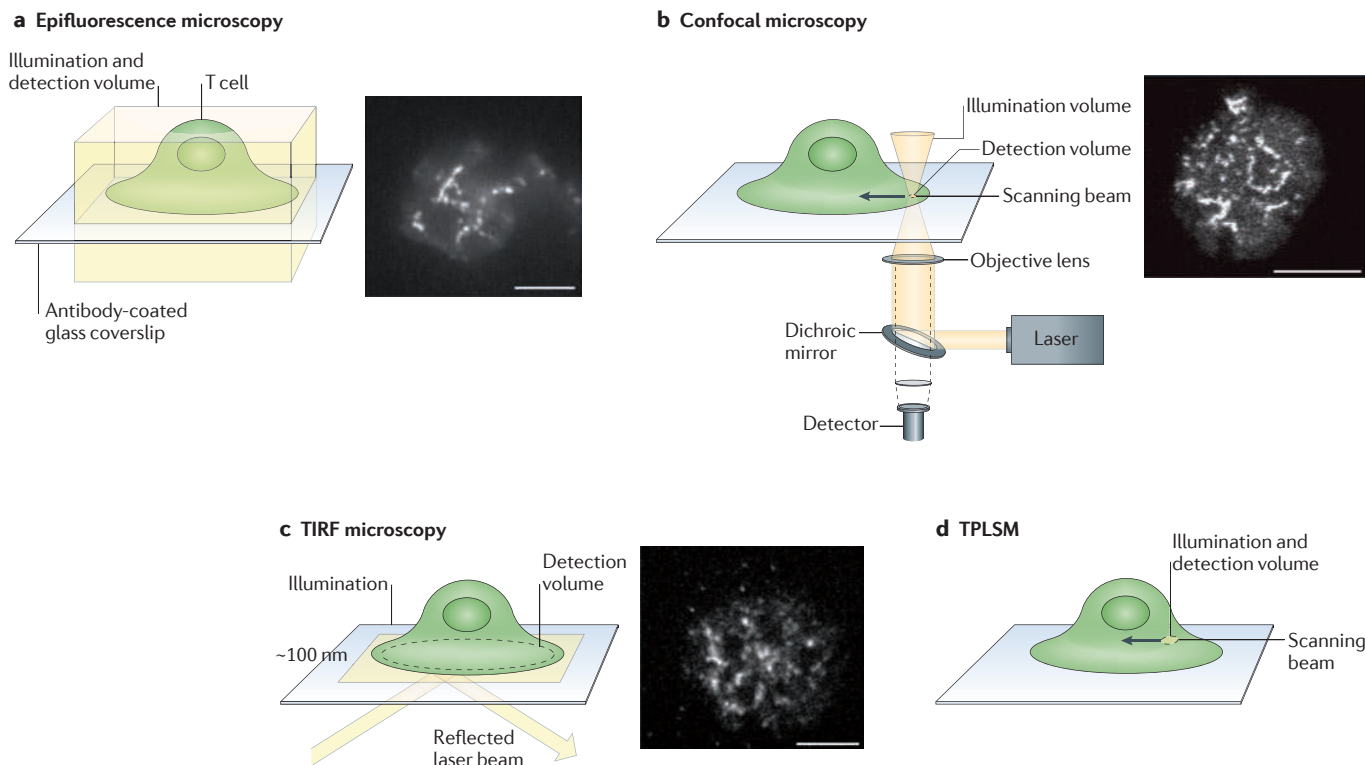 a Epifluorescence microscopy
Illumination and
detection volume
T cell
Antibody-coated
glass coverslip
b Confocal microscopy
Illumination volume
Detection volume
Scanning beam
Objective lens
Dichroic
mirror
Laser
Detector
c TIRF microscopy
Illumination
Detection
volume
~100 nm
Reflected
laser beam
d TPLSM
Illumination and
detection volume
Scanning
beam